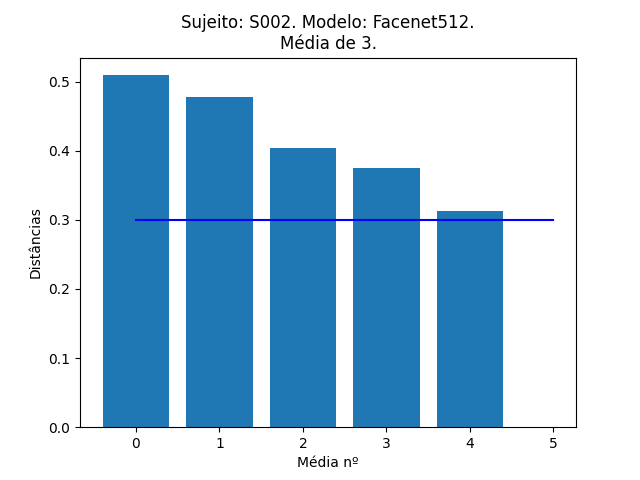 Sujeito: S002. Modelo: Facenet512.
Média de 3.
Distâncias
0.5
0.4
0.3
0.2
0.1
0.0
0 1 2 3 4 5
Média nº